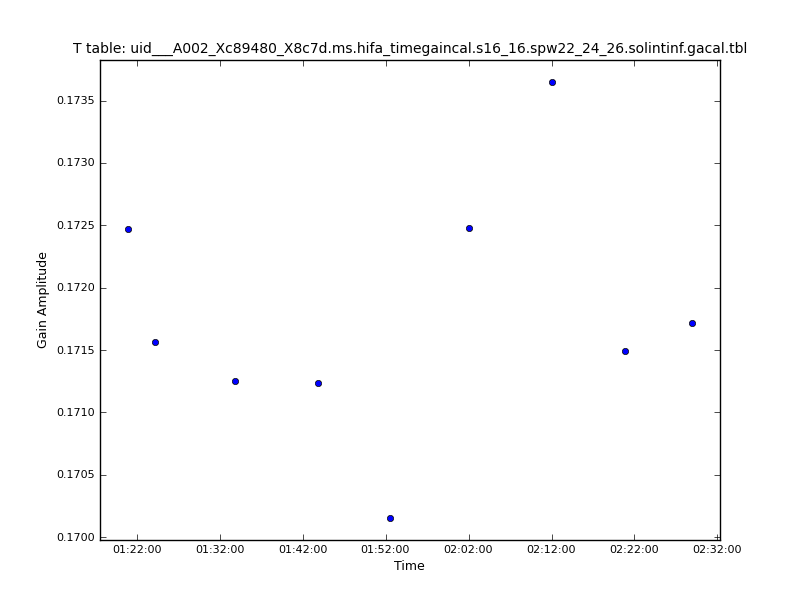 T table: uid___A002_Xc89480_X8c7d.ms.hifa_timegaincal.s16_16.spw22_24_26.solintinf.gacal.tbl
Gain Amplitude
0.1735
0.1730
0.1725
0.1720
0.1715
0.1710
0.1705
0.1700
01:22:00 01:32:00 01:42:00 01:52:00 02:02:00 02:12:00 02:22:00 02:32:00
Time